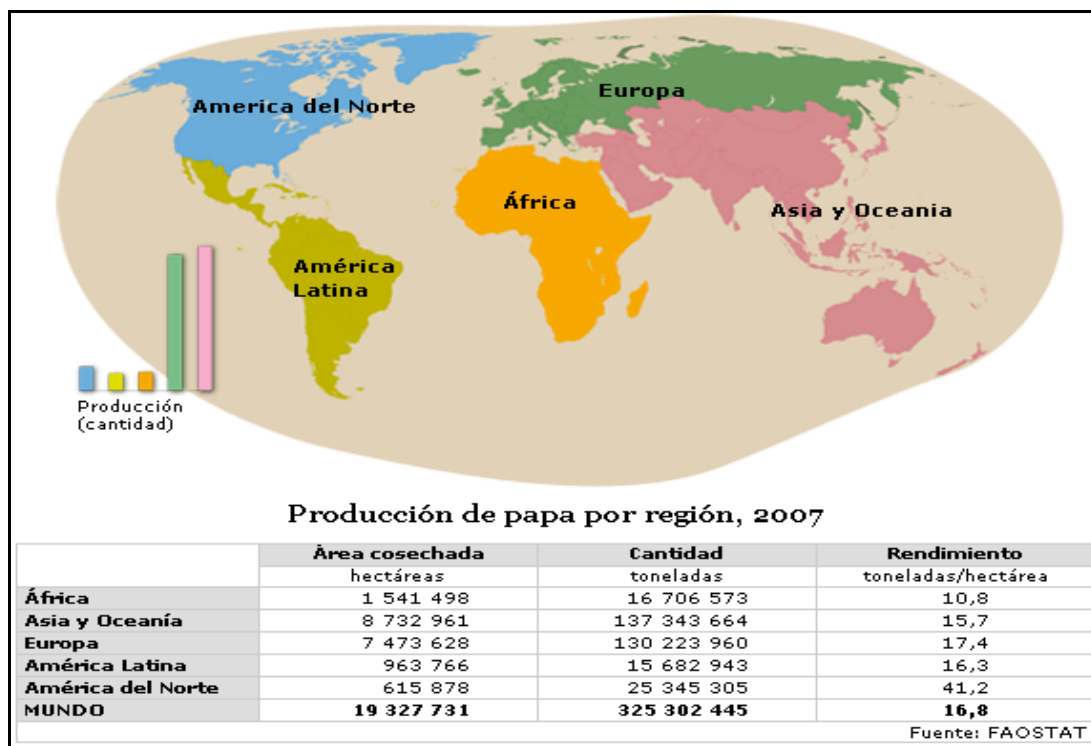 America del Norte
Europa
África
Asia y Oceania
América
Latina
Producción
(cantidad)
Producción de papa por región, 2007
Área cosechada Cantidad Rendimiento
hectáreas toneladas toneladas/hectárea
África 1 541 498 16 706 573 10,8
Asia y Oceanía 8 732 961 137 343 664 15,7
Europa 7 473 628 130 223 960 17,4
América Latina 963 766 15 682 943 16,3
América del Norte 615 878 25 345 305 41,2
MUNDO 19 327 731 325 302 445 16,8
Fuente: FAOSTAT